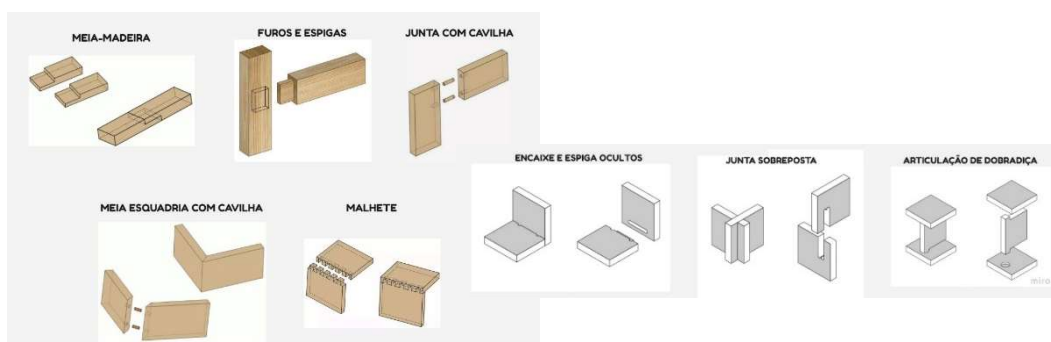 MEIA-MADEIRA
FUROS E ESPIGAS
JUNTA COM CAVILHA
ENCAIXE E ESPIGA OCULTOS
JUNTA SOBREPOSTA
ARTICULAÇÃO DE DOBRADIÇA
MEIA ESQUADRIA COM CAVILHA
MALHETE
miro